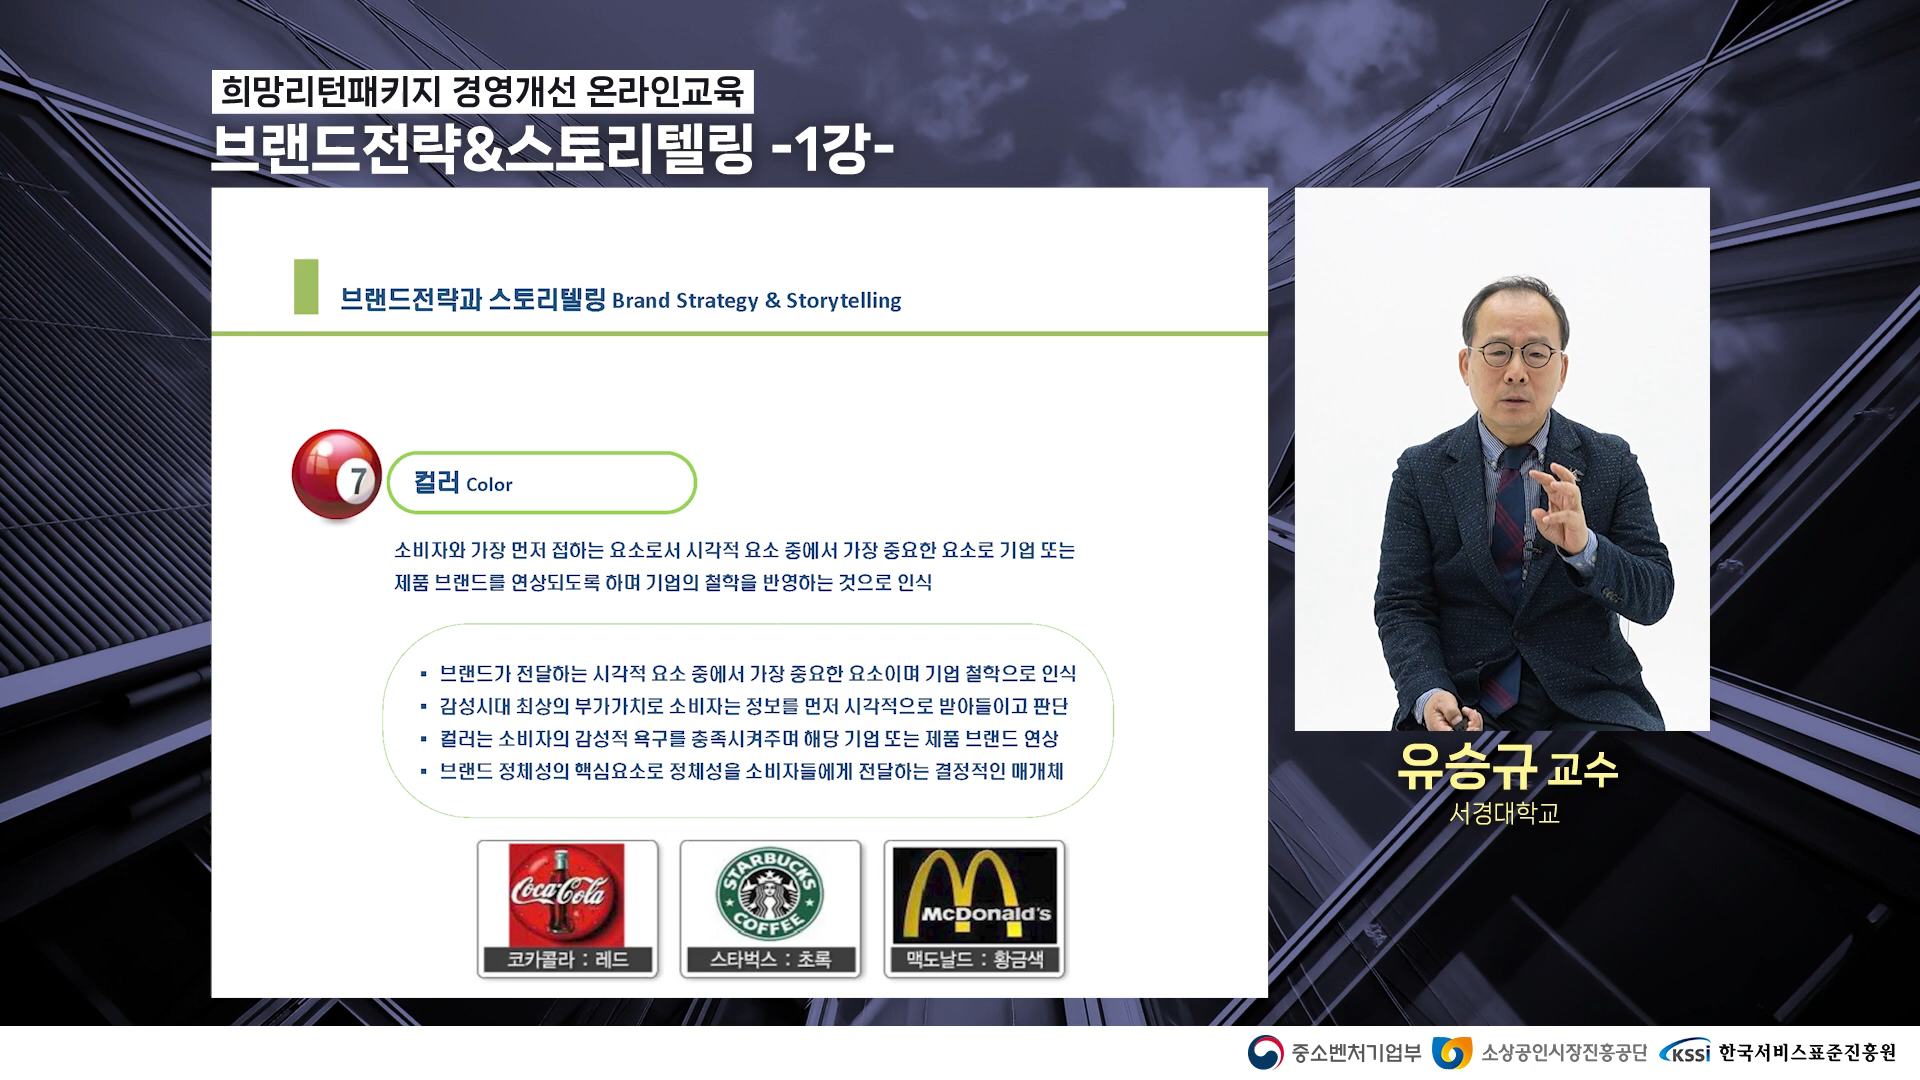 희망리턴패키지 경영개선 온라인교육
브랜드전략&스토리텔링 -1강-
브랜드전략과 스토리텔링 Brand Strategy & Storytelling
7
컬러 Color
소비자와 가장 먼저 접하는 요소로서 시각적 요소 중에서 가장 중요한 요소로 기업 또는
제품 브랜드를 연상되도록 하며 기업의 철학을 반영하는 것으로 인식
▪ 브랜드가 전달하는 시각적 요소 중에서 가장 중요한 요소이며 기업 철학으로 인식
▪ 감성시대 최상의 부가가치로 소비자는 정보를 먼저 시각적으로 받아들이고 판단
▪ 컬러는 소비자의 감성적 욕구를 충족시켜주며 해당 기업 또는 제품 브랜드 연상
▪ 브랜드 정체성의 핵심요소로 정체성을 소비자들에게 전달하는 결정적인 매개체
Coca-Cola
코카콜라 : 레드
STARBUCKS
COFFEE
스타벅스 : 초록
McDonald's
맥도날드 : 황금색
유승규 교수
서경대학교
중소벤처기업부
소상공인시장진흥공단
KSSi 한국서비스표준진흥원